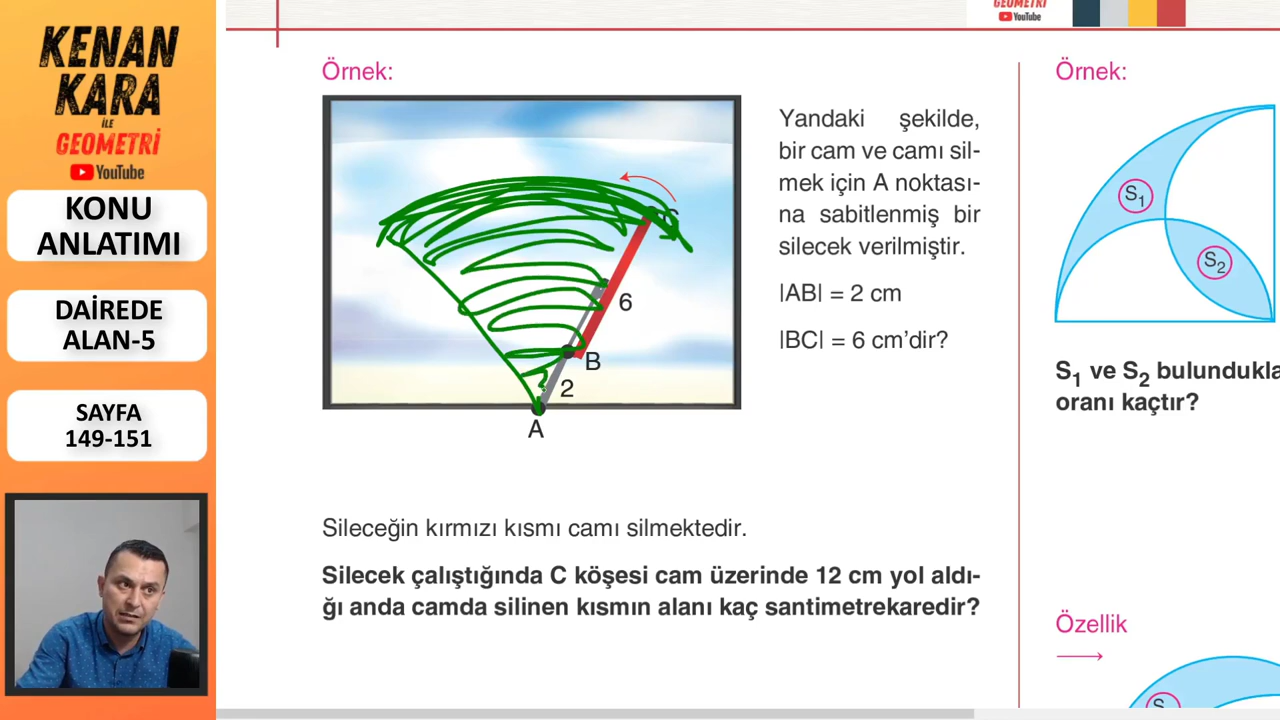 KENAN
KARA
İLE
GEOMETRİ
YouTube
KONU
ANLATIMI
DAİREDE
ALAN-5
SAYFA
149-151
GEOMETRİ
YouTube
Örnek:
6
B
2
A
Yandaki şekilde,
bir cam ve camı sil-
mek için A noktası-
na sabitlenmiş bir
silecek verilmiştir.
|AB| = 2 cm
|BC| = 6 cm'dir?
Sileceğin kırmızı kısmı camı silmektedir.
Silecek çalıştığında C köşesi cam üzerinde 12 cm yol aldı-
ğı anda camda silinen kısmın alanı kaç santimetrekaredir?
Örnek:
S1
S2
S1 ve S2 bulundukla
oranı kaçtır?
Özellik
S